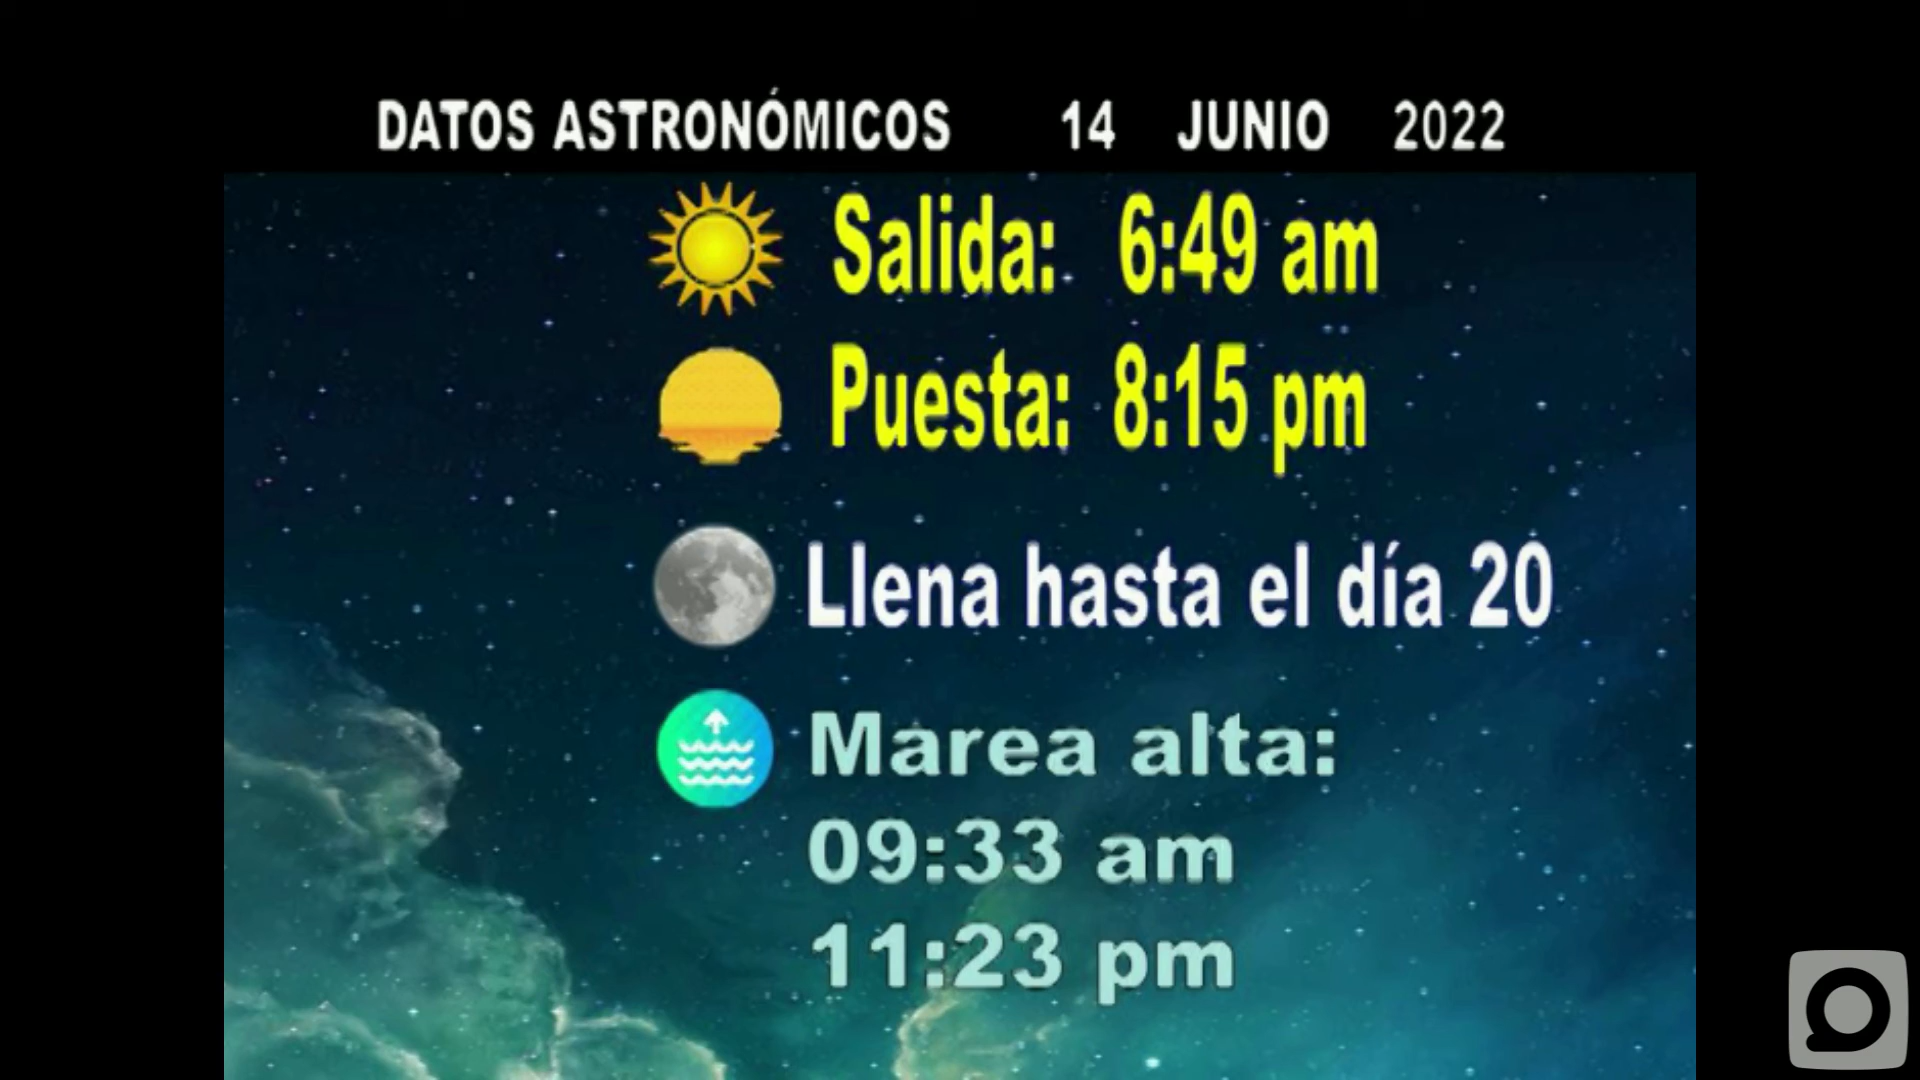 DATOS ASTRONÓMICOS 14 JUNIO 2022
Salida: 6:49 am
Puesta: 8:15 pm
Llena hasta el día 20
Marea alta:
09:33 am
11:23 pm